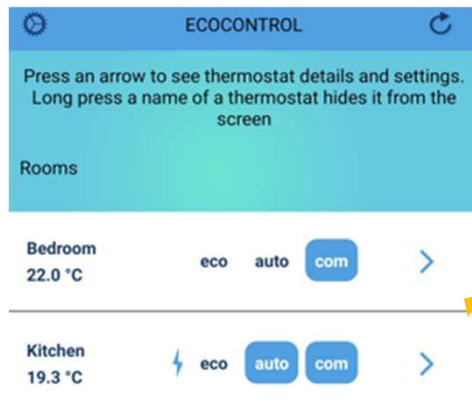 ECOCONTROL
Press an arrow to see thermostat details and settings.
Long press a name of a thermostat hides it from the
screen
Rooms
Bedroom
22.0 °C
eco auto com
Kitchen
19.3 °C
eco auto com